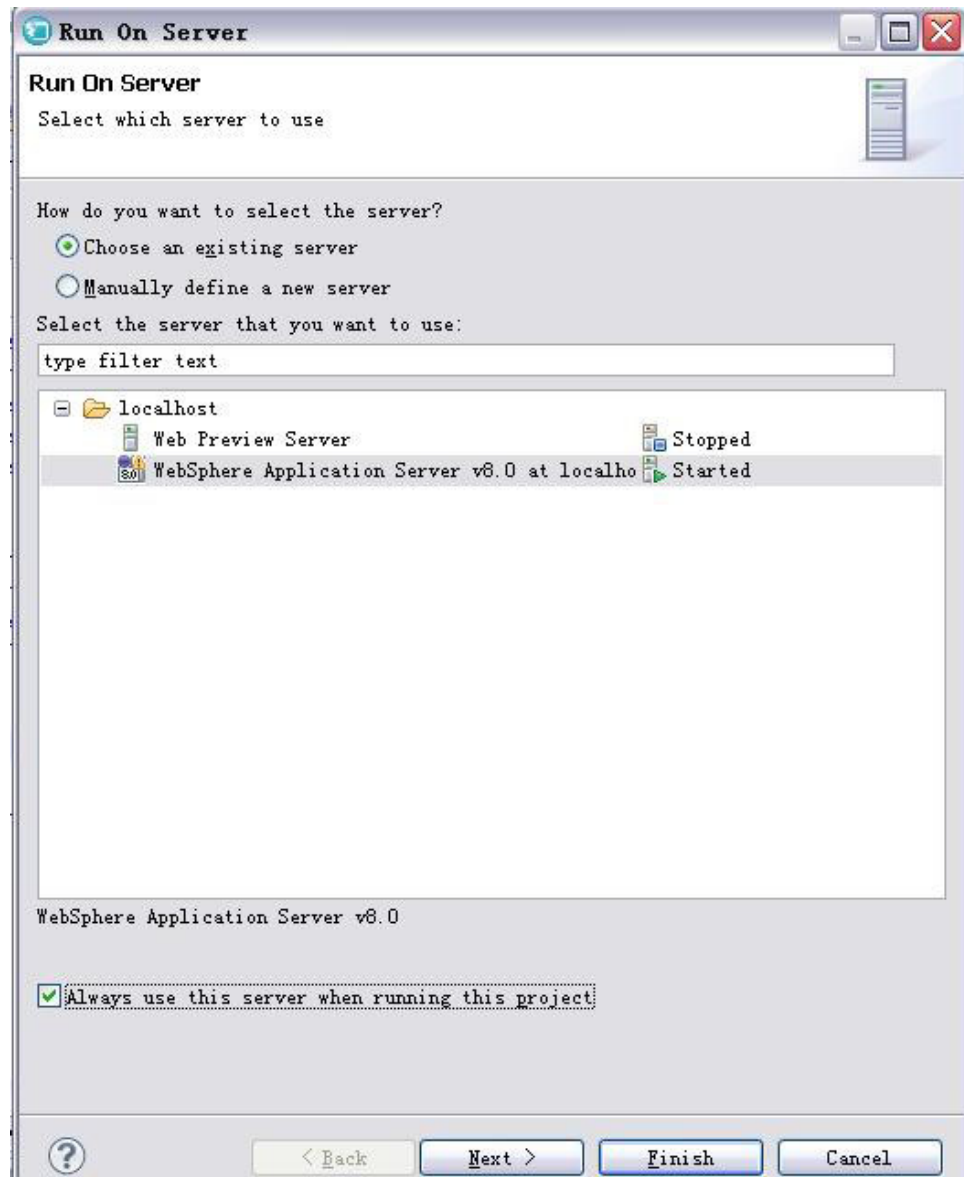 Run On Server
Run On Server
Select which server to use
How do you want to select the server?
Choose an existing server
Manually define a new server
Select the server that you want to use:
type filter text
localhost
Web Preview Server Stopped
8.0 WebSphere Application Server v8.0 at localho Started
WebSphere Application Server v8.0
Always use this server when running this project
? < Back Next > Finish Cancel